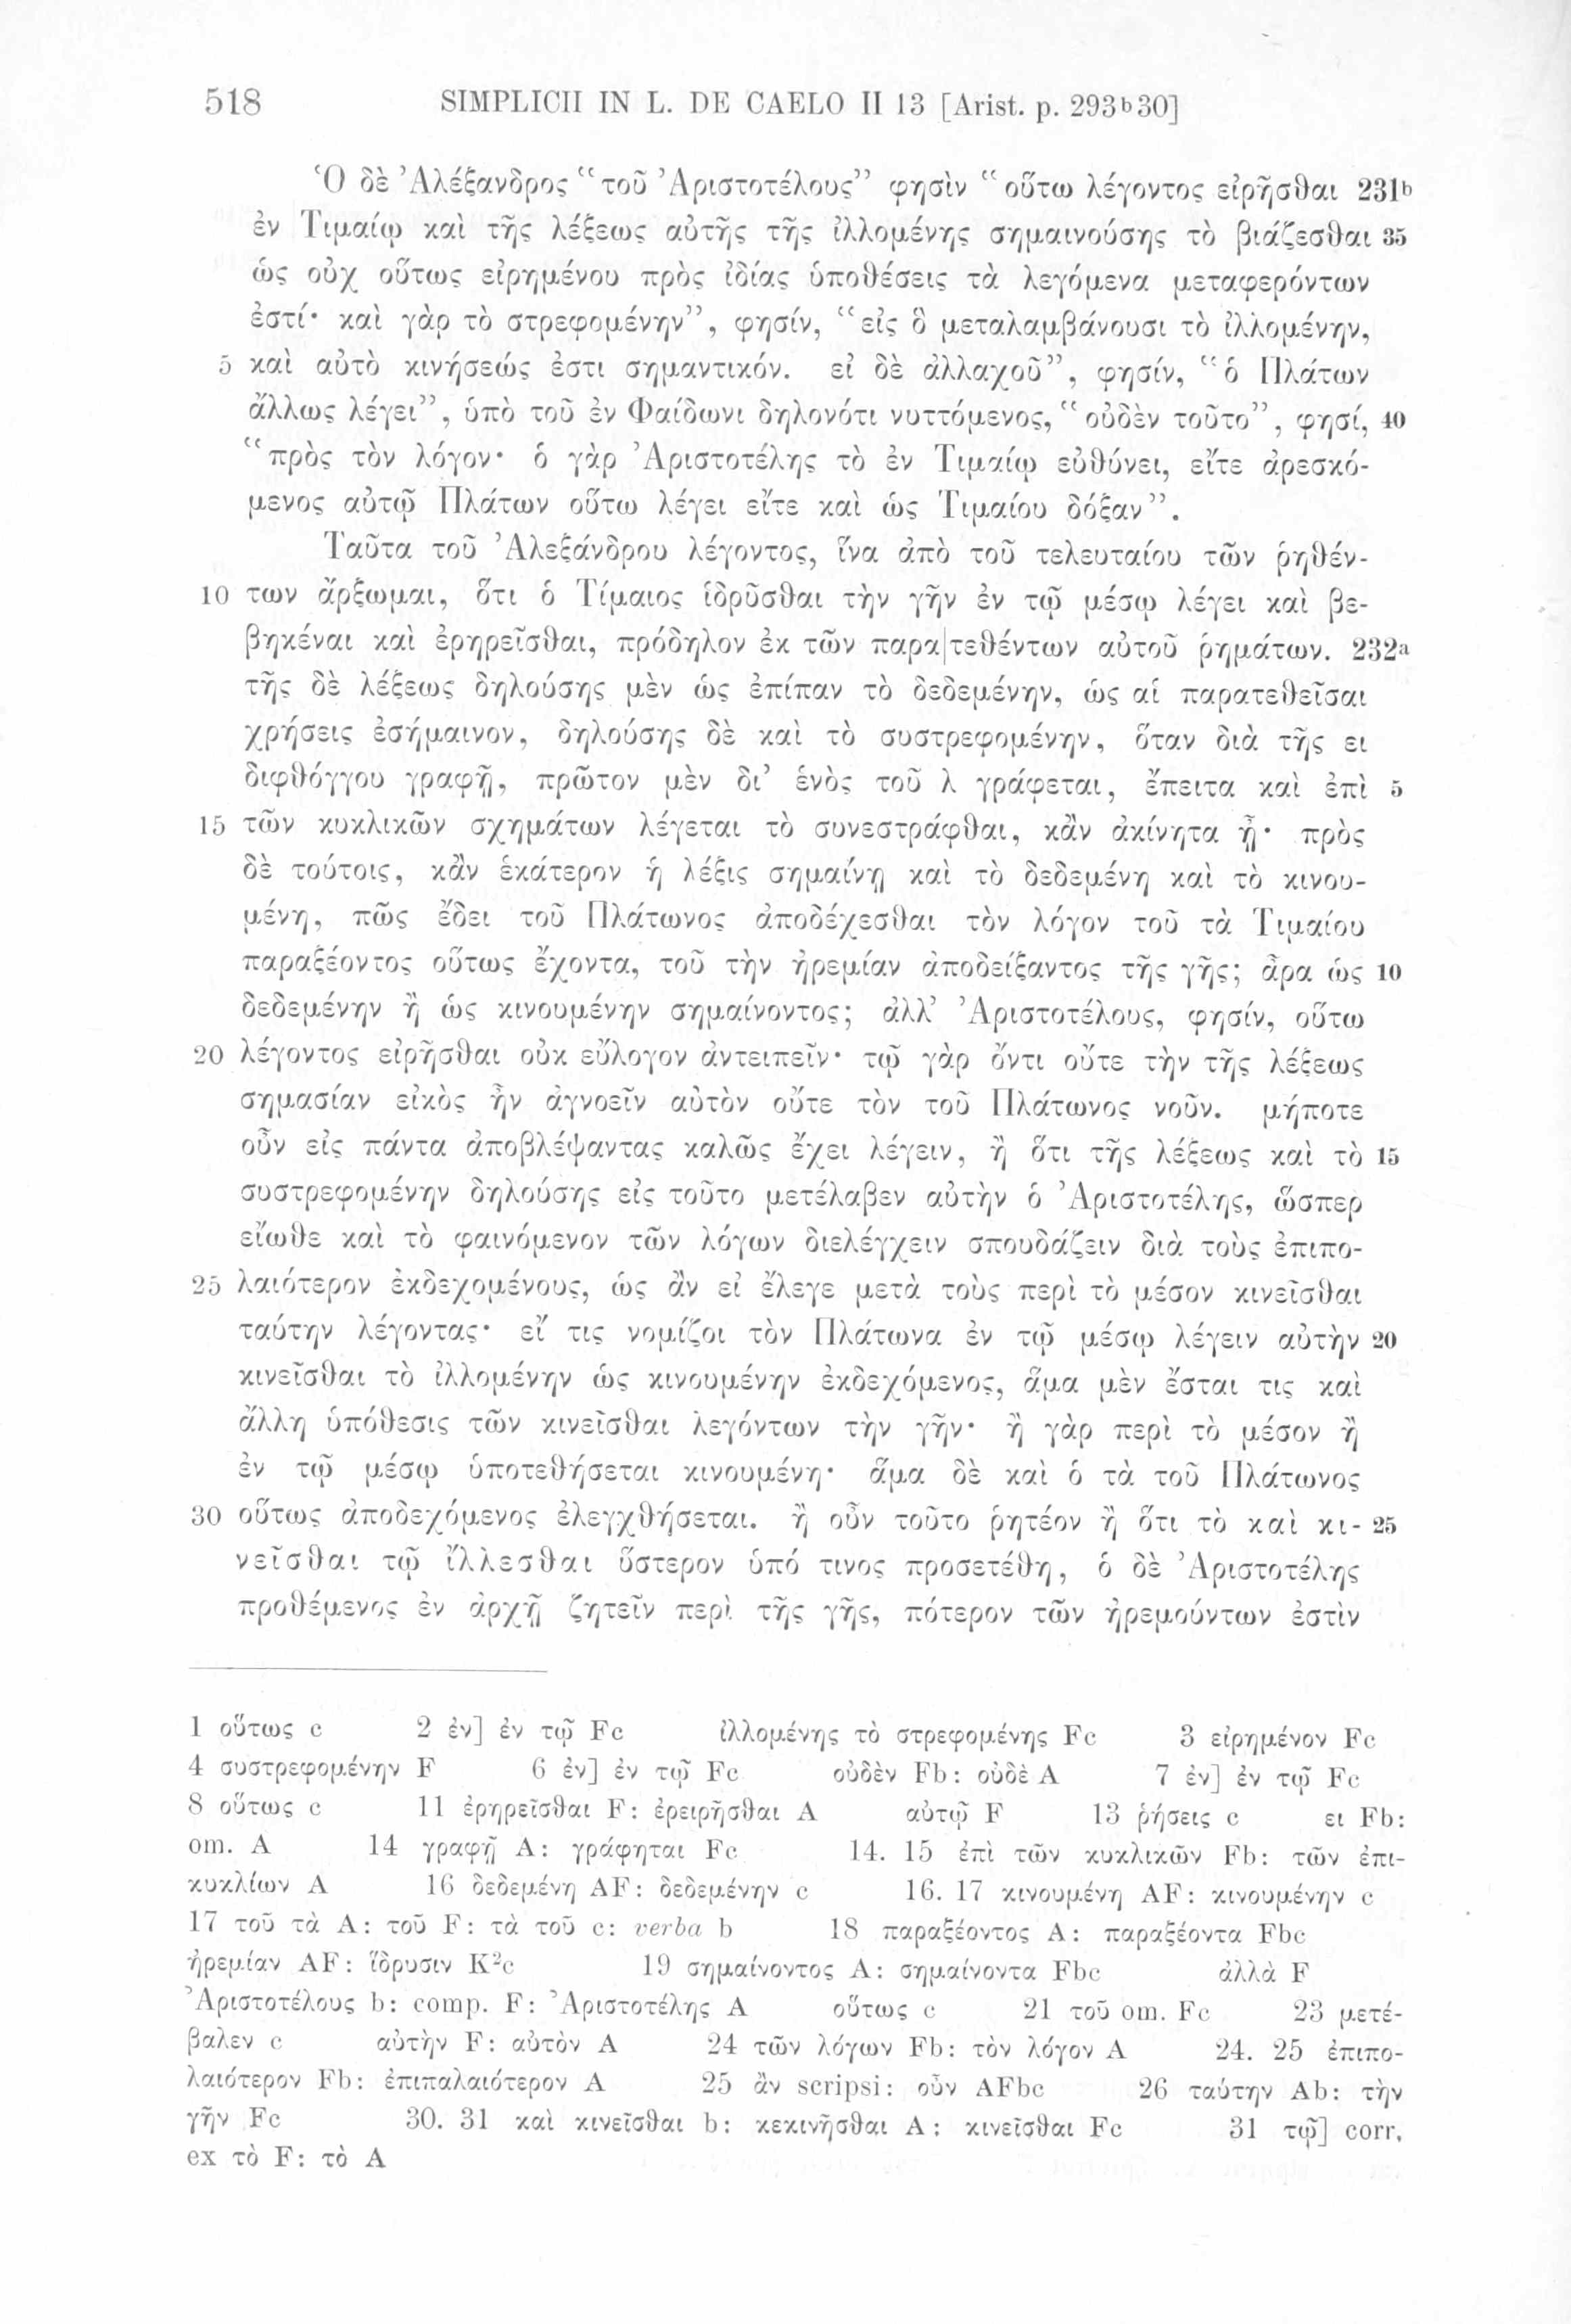 518 SIMPLICII IN L. DE CAELO II 13 [Arist. p. 293ᵇ30]
Ὁ δὲ Ἀλέξανδρος “τοῦ Ἀριστοτέλους” φησὶν “οὕτω λέγοντος εἰρῆσθαι 231ᵇ
ἐν Τιμαίῳ καὶ τῆς λέξεως αὐτῆς τῆς ἰλλομένης σημαινούσης τὸ βιάζεσθαι 35
ὡς οὐχ οὕτως εἰρημένου πρὸς ἰδίας ὑποθέσεις τὰ λεγόμενα μεταφερόντων
ἐστί· καὶ γὰρ τὸ στρεφομένην”, φησίν, “εἰς ὃ μεταλαμβάνουσι τὸ ἰλλομένην,
5 καὶ αὐτὸ κινήσεώς ἐστι σημαντικόν. εἰ δὲ ἀλλαχοῦ”, φησίν, “ὁ Πλάτων
ἄλλως λέγει”, ὑπὸ τοῦ ἐν Φαίδωνι δηλονότι νυττόμενος, “οὐδὲν τοῦτο”, φησί, 40
“πρὸς τὸν λόγον· ὁ γὰρ Ἀριστοτέλης τὸ ἐν Τιμαίῳ εὐθύνει, εἴτε ἀρεσκό-
μενος αὐτῷ Πλάτων οὕτω λέγει εἴτε καὶ ὡς Τιμαίου δόξαν”.
Ταῦτα τοῦ Ἀλεξάνδρου λέγοντος, ἵνα ἀπὸ τοῦ τελευταίου τῶν ῥηθέν-
10 των ἄρξωμαι, ὅτι ὁ Τίμαιος ἱδρῦσθαι τὴν γῆν ἐν τῷ μέσῳ λέγει καὶ βε-
βηκέναι καὶ ἐρηρεῖσθαι, πρόδηλον ἐκ τῶν παρα|τεθέντων αὐτοῦ ῥημάτων. 232ᵃ
τῆς δὲ λέξεως δηλούσης μὲν ὡς ἐπίπαν τὸ δεδεμένην, ὡς αἱ παρατεθεῖσαι
χρήσεις ἐσήμαινον, δηλούσης δὲ καὶ τὸ συστρεφομένην, ὅταν διὰ τῆς ει
διφθόγγου γραφῇ, πρῶτον μὲν δι’ ἑνὸς τοῦ λ γράφεται, ἔπειτα καὶ ἐπὶ 5
15 τῶν κυκλικῶν σχημάτων λέγεται τὸ συνεστράφθαι, κἂν ἀκίνητα ᾖ· πρὸς
δὲ τούτοις, κἂν ἑκάτερον ἡ λέξις σημαίνῃ καὶ τὸ δεδεμένη καὶ τὸ κινου-
μένη, πῶς ἔδει τοῦ Πλάτωνος ἀποδέχεσθαι τὸν λόγον τοῦ τὰ Τιμαίου
παραξέοντος οὕτως ἔχοντα, τοῦ τὴν ἠρεμίαν ἀποδείξαντος τῆς γῆς; ἆρα ὡς 10
δεδεμένην ἢ ὡς κινουμένην σημαίνοντος; ἀλλ’ Ἀριστοτέλους, φησίν, οὕτω
20 λέγοντος εἰρῆσθαι οὐκ εὔλογον ἀντειπεῖν· τῷ γὰρ ὄντι οὔτε τὴν τῆς λέξεως
σημασίαν εἰκὸς ἦν ἀγνοεῖν αὐτὸν οὔτε τὸν τοῦ Πλάτωνος νοῦν. μήποτε
οὖν εἰς πάντα ἀποβλέψαντας καλῶς ἔχει λέγειν, ἢ ὅτι τῆς λέξεως καὶ τὸ 15
συστρεφομένην δηλούσης εἰς τοῦτο μετέλαβεν αὐτὴν ὁ Ἀριστοτέλης, ὥσπερ
εἴωθε καὶ τὸ φαινόμενον τῶν λόγων διελέγχειν σπουδάζειν διὰ τοὺς ἐπιπο-
25 λαιότερον ἐκδεχομένους, ὡς ἂν εἰ ἔλεγε μετὰ τοὺς περὶ τὸ μέσον κινεῖσθαι
ταύτην λέγοντας· εἴ τις νομίζοι τὸν Πλάτωνα ἐν τῷ μέσῳ λέγειν αὐτὴν 20
κινεῖσθαι τὸ ἰλλομένην ὡς κινουμένην ἐκδεχόμενος, ἅμα μὲν ἔσται τις καὶ
ἄλλη ὑπόθεσις τῶν κινεῖσθαι λεγόντων τὴν γῆν· ἢ γὰρ περὶ τὸ μέσον ἢ
ἐν τῷ μέσῳ ὑποτεθήσεται κινουμένη· ἅμα δὲ καὶ ὁ τὰ τοῦ Πλάτωνος
30 οὕτως ἀποδεχόμενος ἐλεγχθήσεται. ἢ οὖν τοῦτο ῥητέον ἢ ὅτι τὸ καὶ κι- 25
νεῖσθαι τῷ ἴλλεσθαι ὕστερον ὑπό τινος προσετέθη, ὁ δὲ Ἀριστοτέλης
προθέμενος ἐν ἀρχῇ ζητεῖν περὶ τῆς γῆς, πότερον τῶν ἠρεμούντων ἐστὶν
1 οὕτως c 2 ἐν] ἐν τῷ Fc ἰλλομένης τὸ στρεφομένης Fc 3 εἰρημένον Fc
4 συστρεφομένην F 6 ἐν] ἐν τῷ Fc οὐδὲν Fb: οὐδὲ A 7 ἐν] ἐν τῷ Fc
8 οὕτως c 11 ἐρηρεῖσθαι F: ἐρειρῆσθαι A αὐτῷ F 13 ῥήσεις c ει Fb:
om. A 14 γραφῇ A: γράφηται Fc 14. 15 ἐπὶ τῶν κυκλικῶν Fb: τῶν ἐπι-
κυκλίων A 16 δεδεμένη AF: δεδεμένην c 16. 17 κινουμένη AF: κινουμένην c
17 τοῦ τὰ A: τοῦ F: τὰ τοῦ c: verba b 18 παραξέοντος A: παραξέοντα Fbc
ἠρεμίαν AF: ἵδρυσιν K²c 19 σημαίνοντος A: σημαίνοντα Fbc ἀλλὰ F
Ἀριστοτέλους b: comp. F: Ἀριστοτέλης A οὕτως c 21 τοῦ om. Fc 23 μετέ-
βαλεν c αὐτὴν F: αὐτὸν A 24 τῶν λόγων Fb: τὸν λόγον A 24. 25 ἐπιπο-
λαιότερον Fb: ἐπιπαλαιότερον A 25 ἂν scripsi: οὖν AFbc 26 ταύτην Ab: τὴν
γῆν Fc 30. 31 καὶ κινεῖσθαι b: κεκινῆσθαι A: κινεῖσθαι Fc 31 τῷ] corr.
ex τὸ F: τὸ A